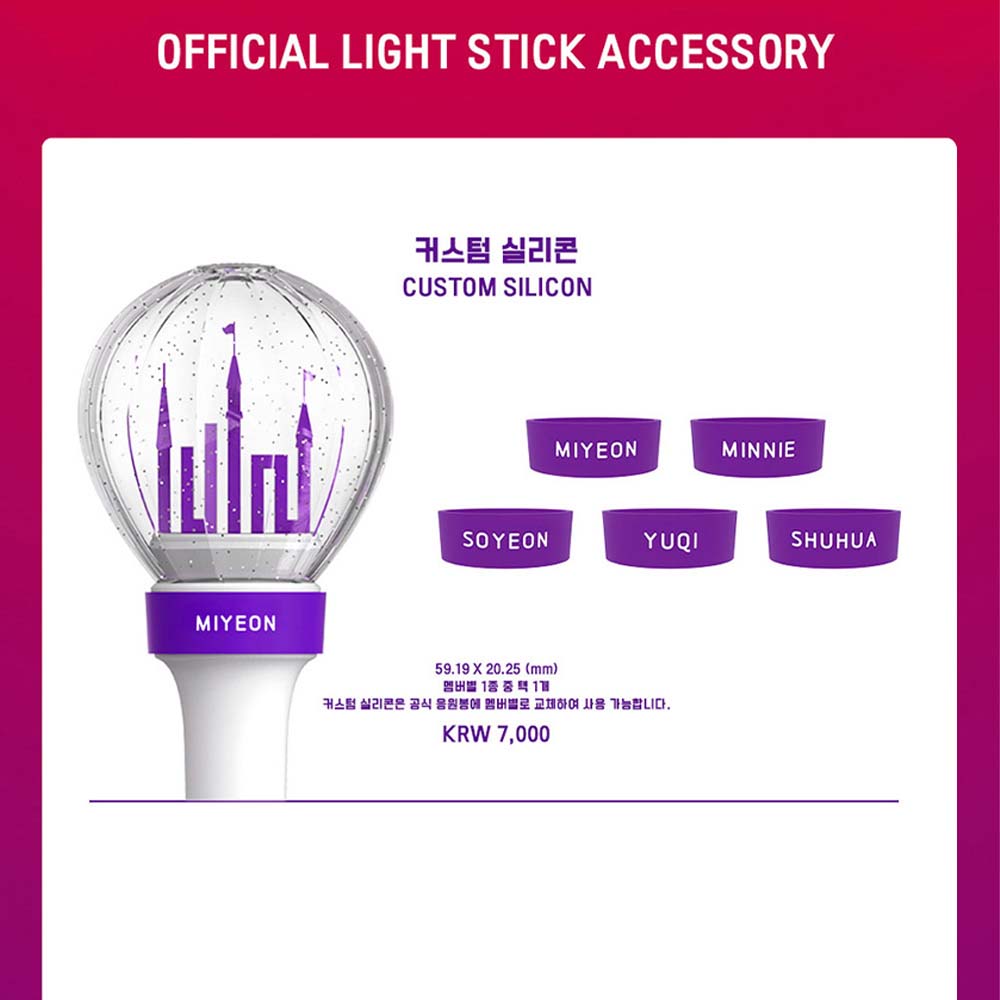 OFFICIAL LIGHT STICK ACCESSORY
커스텀 실리콘
CUSTOM SILICON
MIYEON
MINNIE
SOYEON
YUQI
SHUHUA
MIYEON
59.19 X 20.25 (mm)
멤버별 1종 중 택 1개
커스텀 실리콘은 공식 응원봉에 멤버별로 교체하여 사용 가능합니다.
KRW 7,000